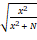 √(x²/(x² + N